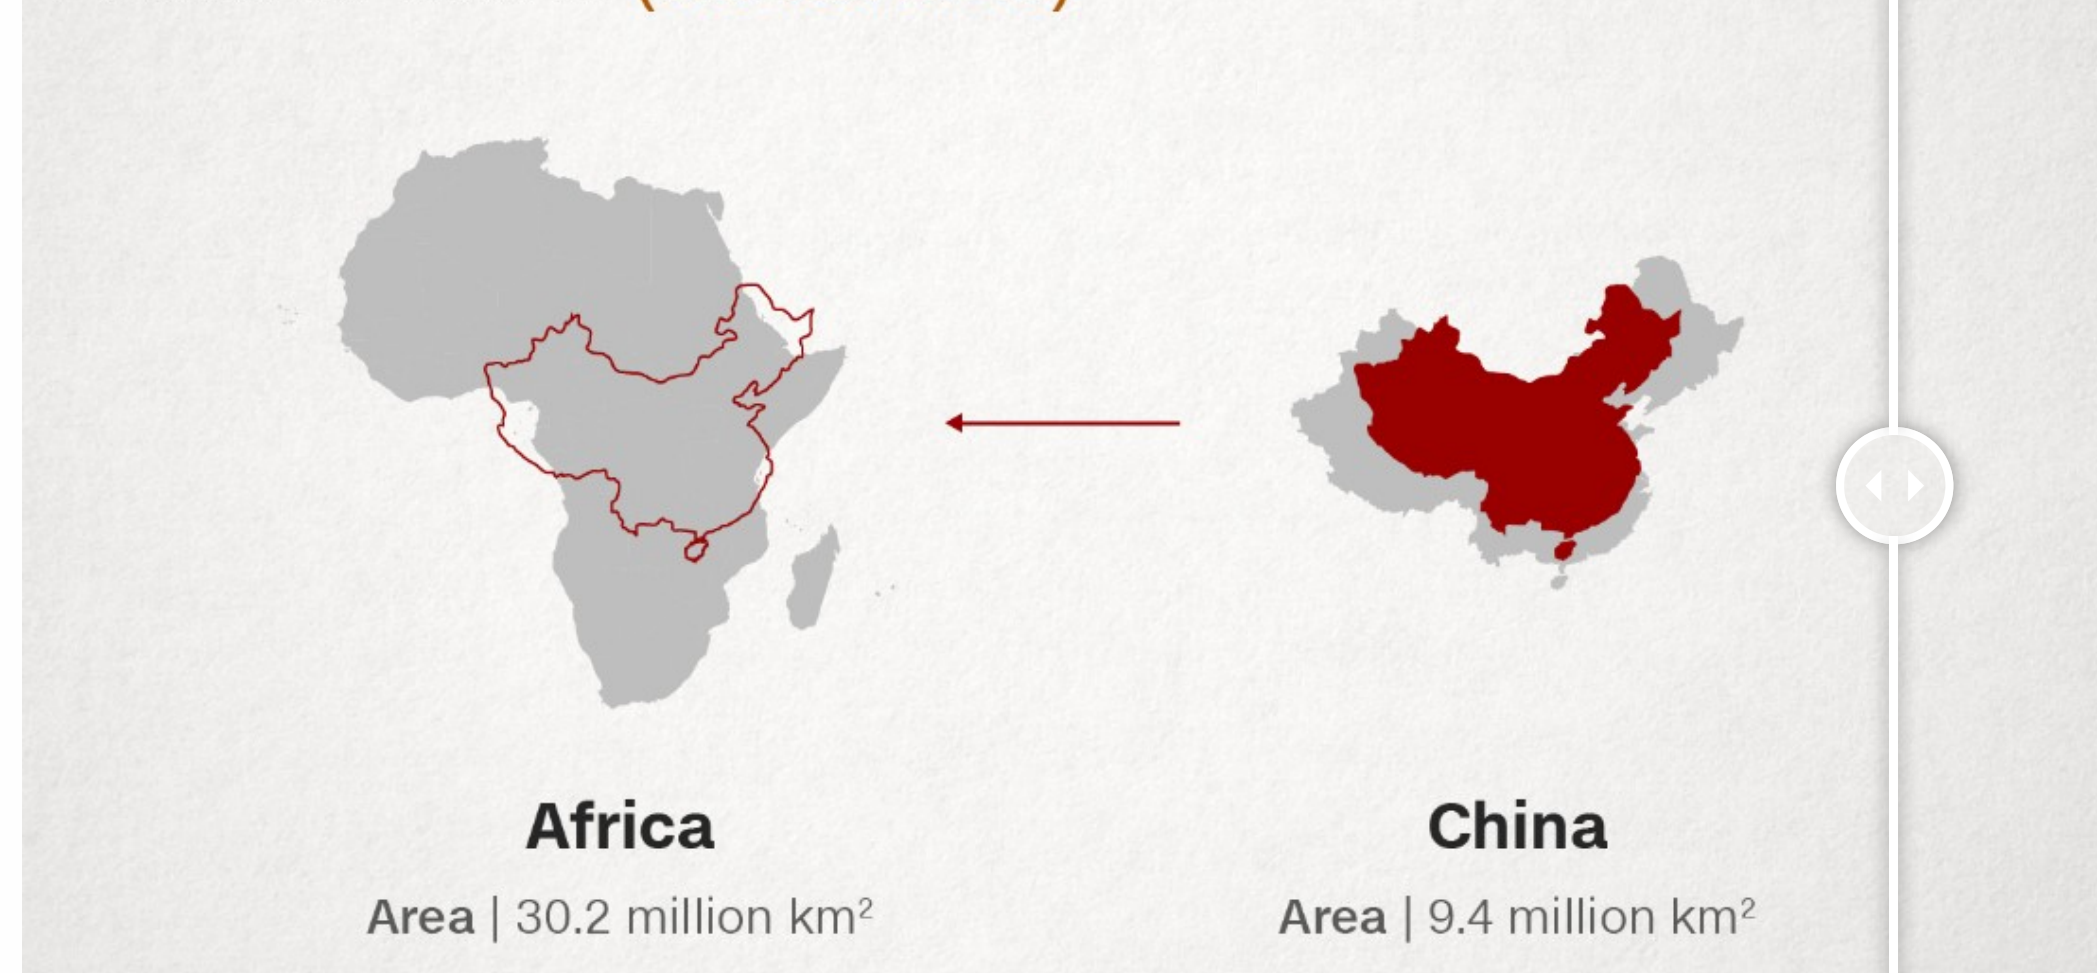 Africa
Area | 30.2 million km²
China
Area | 9.4 million km²